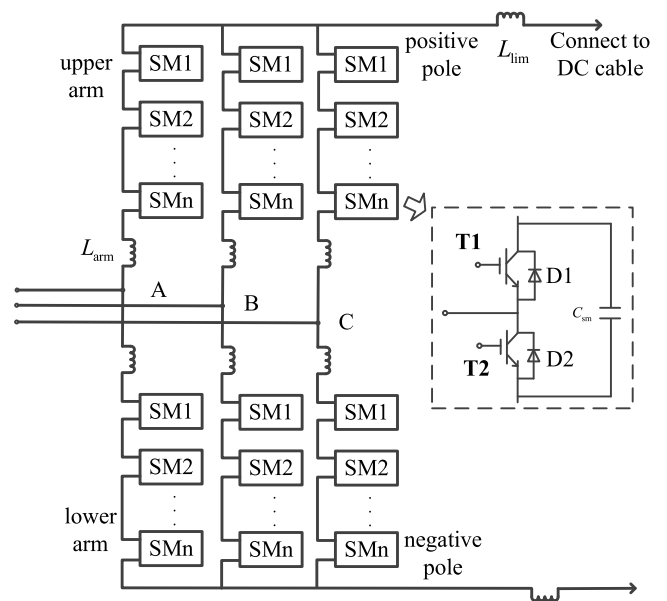 positive
pole
L_lim
Connect to
DC cable
upper
arm
SM1
SM1
SM1
SM2
SM2
SM2
SMn
SMn
SMn
L_arm
A
B
C
T1
D1
C_sm
T2
D2
SM1
SM1
SM1
SM2
SM2
SM2
lower
arm
SMn
SMn
SMn
negative
pole